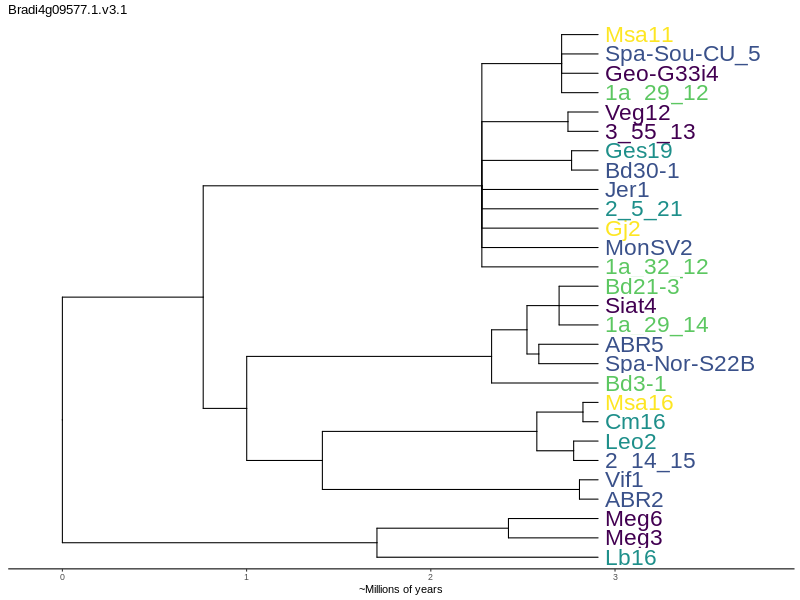 Bradi4g09577.1.v3.1
Msa11
Spa-Sou-CU_5
Geo-G33i4
1a_29_12
Veg12
3_55_13
Ges19
Bd30-1
Jer1
2_5_21
Gj2
MonSV2
1a_32_12
Bd21-3
Siat4
1a_29_14
ABR5
Spa-Nor-S22B
Bd3-1
Msa16
Cm16
Leo2
2_14_15
Vif1
ABR2
Meg6
Meg3
Lb16
0 1 2 3
~Millions of years